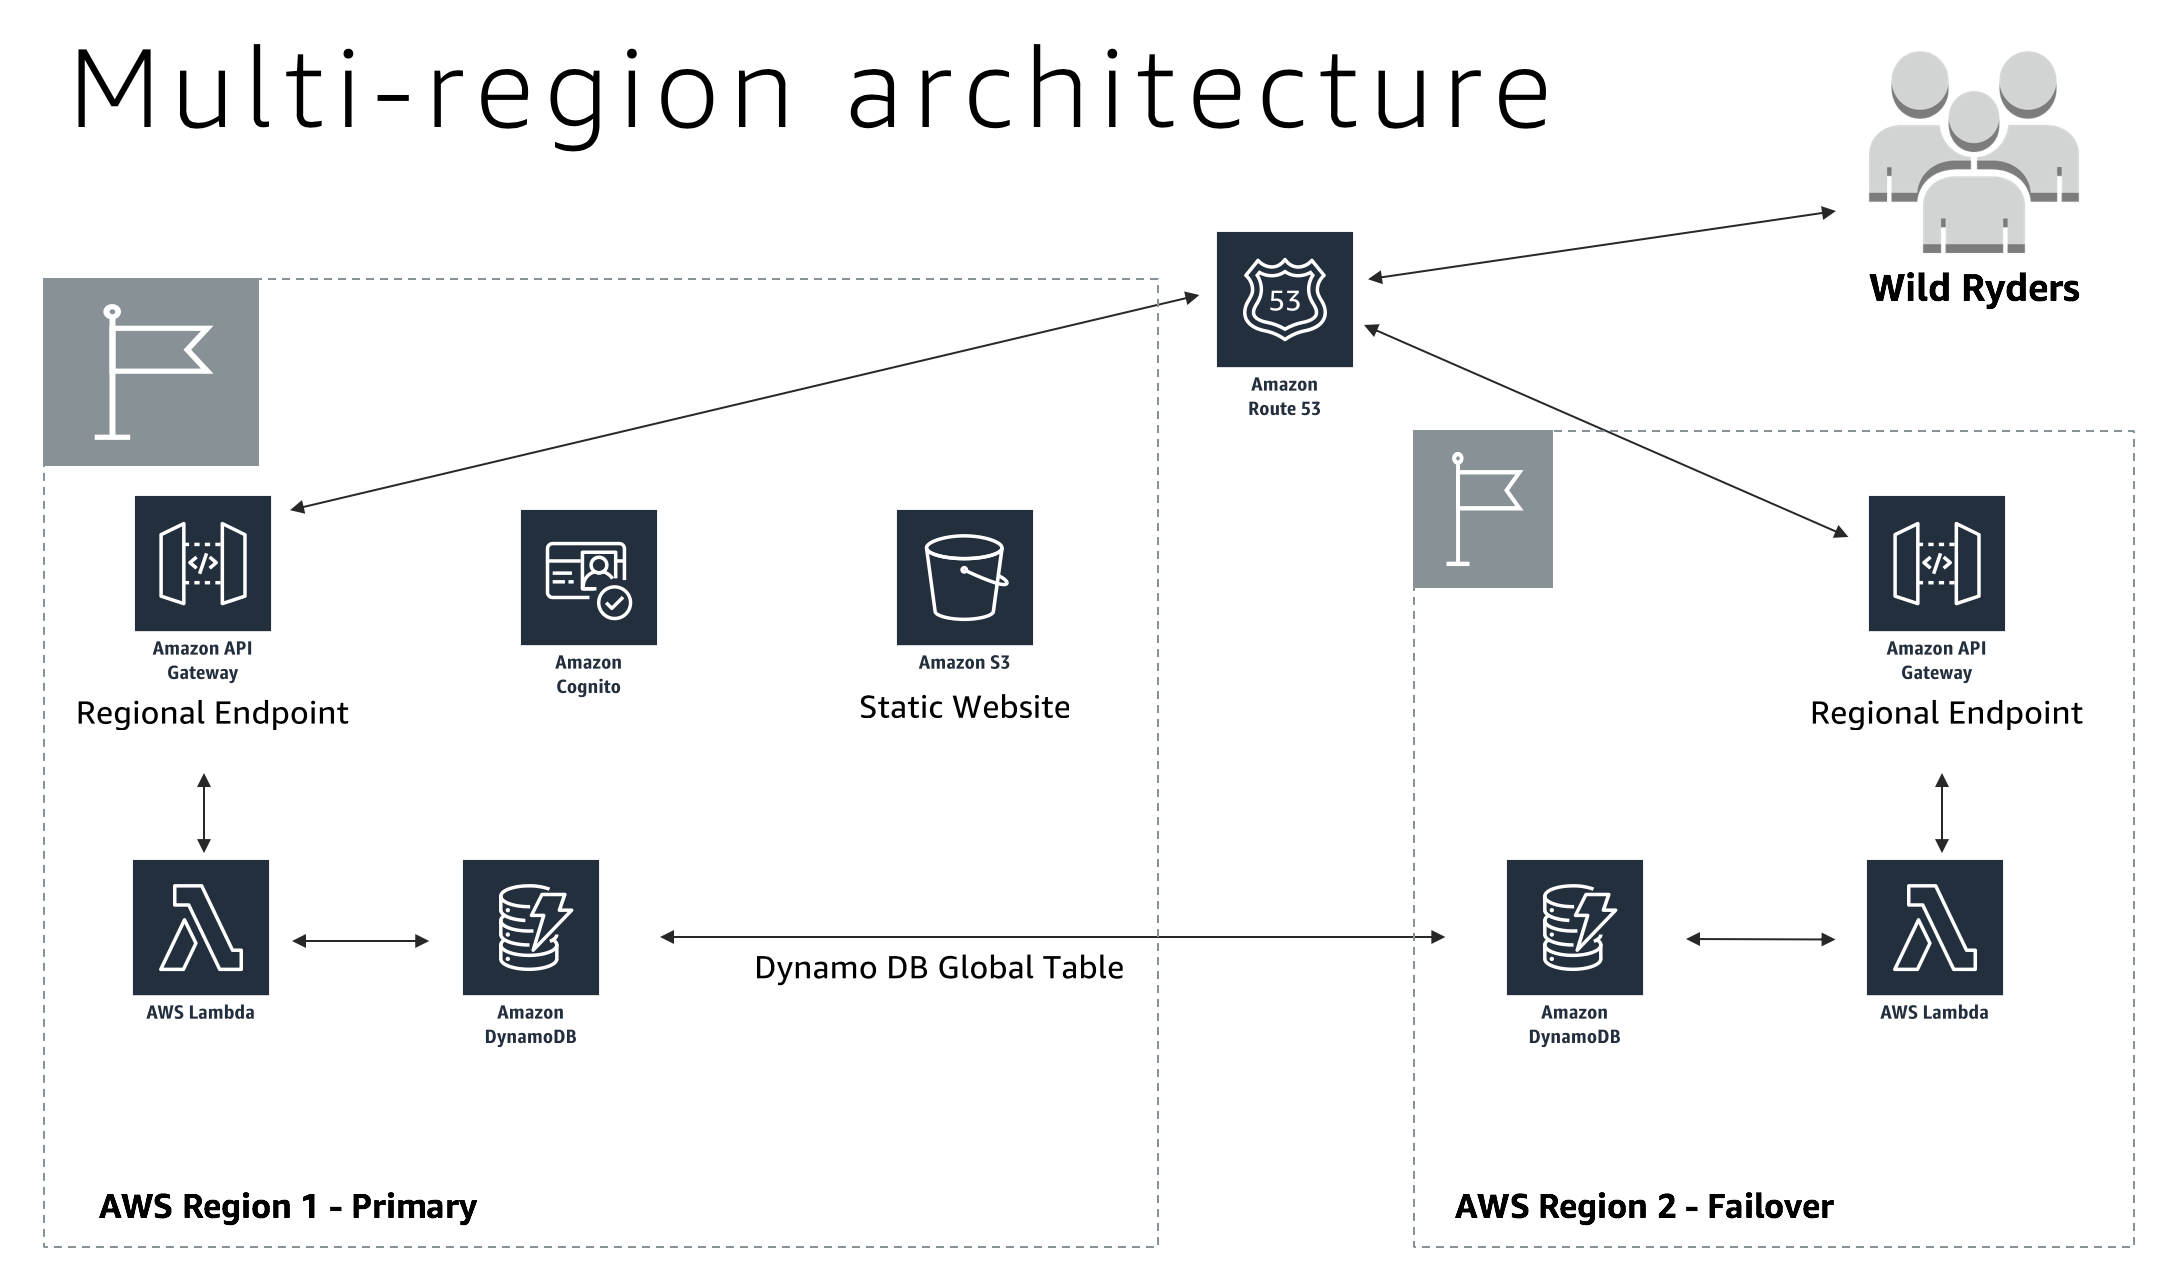 Multi-region architecture
Wild Ryders
53
Amazon
Route 53
</>
Amazon API
Gateway
Regional Endpoint
Amazon
Cognito
Amazon S3
Static Website
</>
Amazon API
Gateway
Regional Endpoint
AWS Lambda
Amazon
DynamoDB
Dynamo DB Global Table
Amazon
DynamoDB
AWS Lambda
AWS Region 1 - Primary
AWS Region 2 - Failover